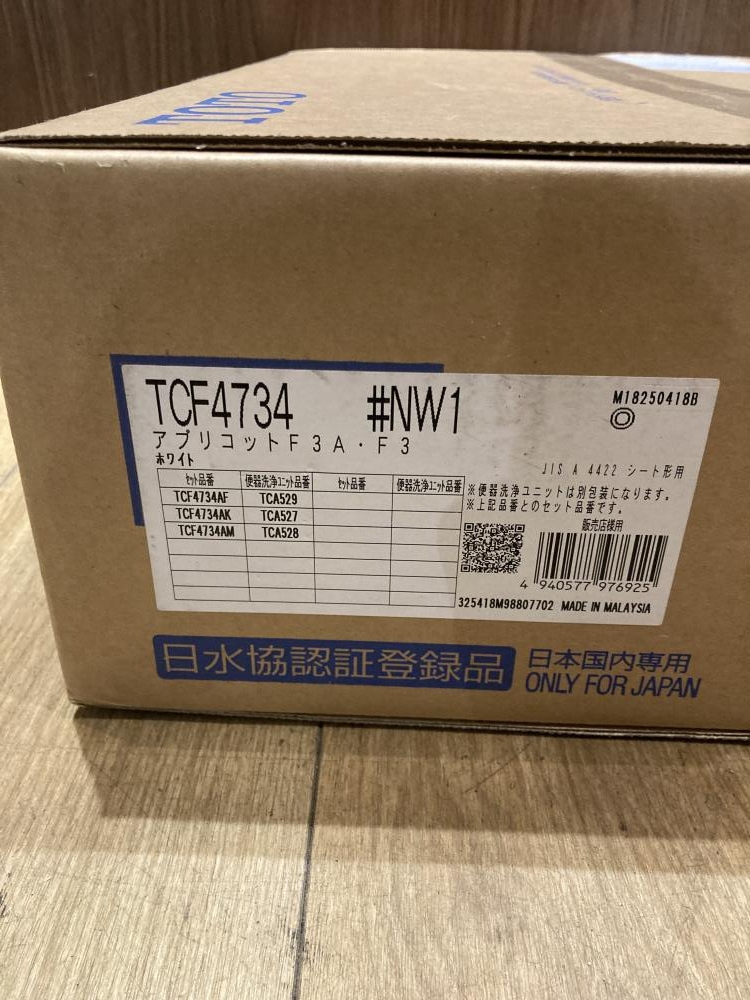 TOTO
TCF4734 #NW1
M18250418B
アプリコットF3A・F3
ホワイト
JIS A 4422 シート形用
ｾｯﾄ品番 便器洗浄ﾕﾆｯﾄ品番 ｾｯﾄ品番 便器洗浄ﾕﾆｯﾄ品番
TCF4734AF TCA529
TCF4734AK TCA527
TCF4734AM TCA528
※便器洗浄ユニットは別包装になります。
※上記品番とのセット品番です。
販売店様用
4 940577 976925
325418M98807702 MADE IN MALAYSIA
日水協認証登録品
日本国内専用
ONLY FOR JAPAN